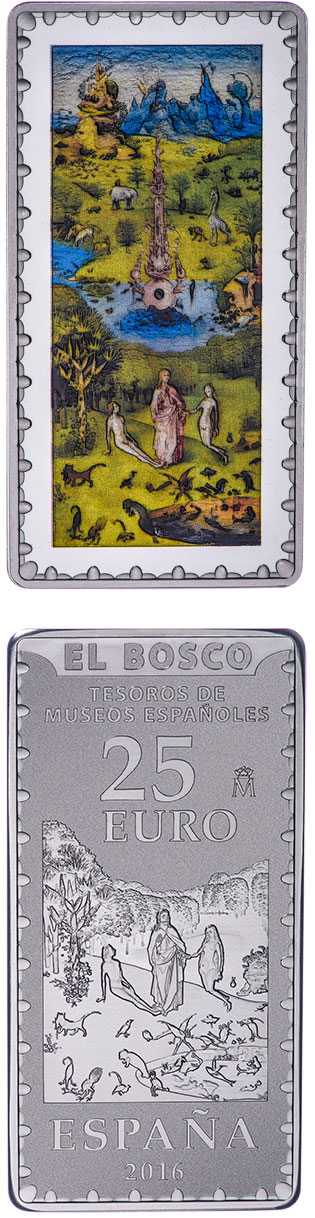 EL BOSCO
TESOROS DE
MUSEOS ESPAÑOLES
25
M
EURO
ESPAÑA
2016